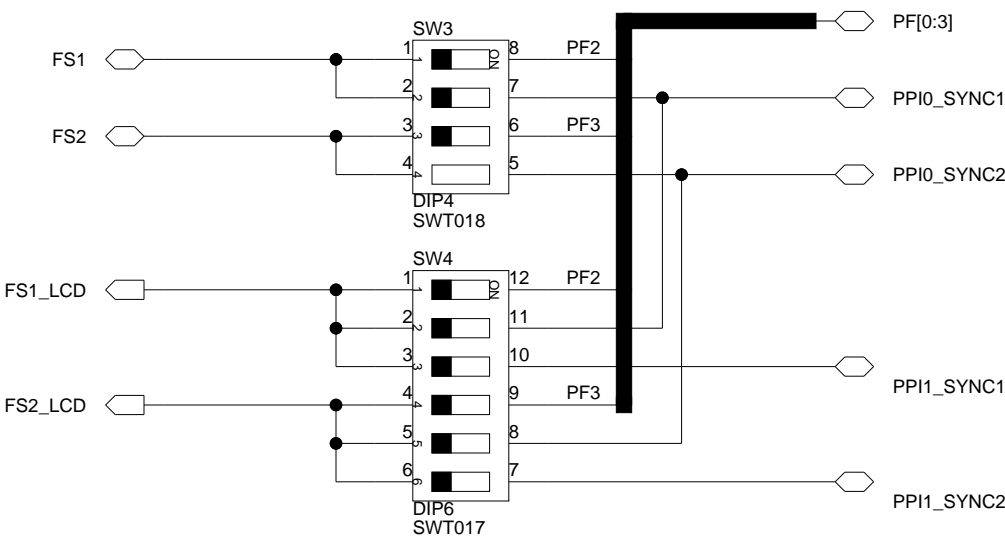 SW3
PF[0:3]
FS1
1
1
ON
8
PF2
2
2
7
PPI0_SYNC1
FS2
3
3
6
PF3
4
4
5
PPI0_SYNC2
DIP4
SWT018
SW4
FS1_LCD
1
1
ON
12
PF2
2
2
11
3
3
10
PPI1_SYNC1
FS2_LCD
4
4
9
PF3
5
5
8
6
6
7
PPI1_SYNC2
DIP6
SWT017